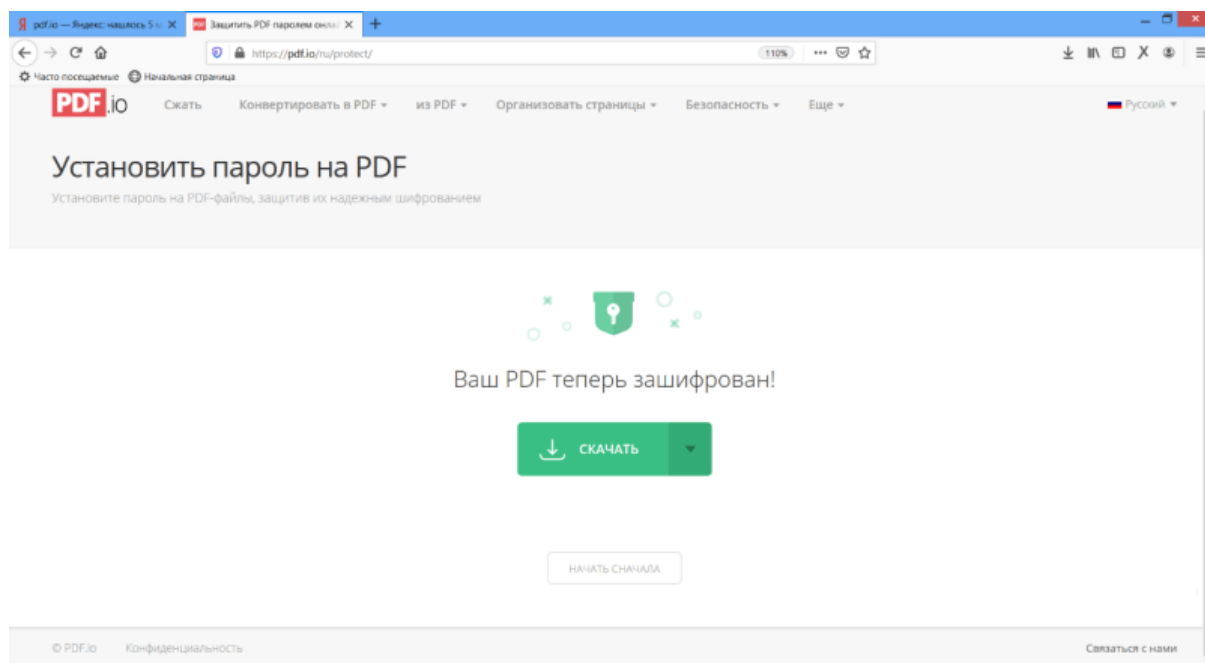 Я pdf.io — Яндекс: нашлось 5 м
PDF Защитить PDF паролем онлай
https://pdf.io/ru/protect/
110%
Часто посещаемые Начальная страница
PDF.io Сжать Конвертировать в PDF из PDF Организовать страницы Безопасность Еще Русский
Установить пароль на PDF
Установите пароль на PDF-файлы, защитив их надежным шифрованием
Ваш PDF теперь зашифрован!
СКАЧАТЬ
НАЧАТЬ СНАЧАЛА
© PDF.io Конфиденциальность Связаться с нами